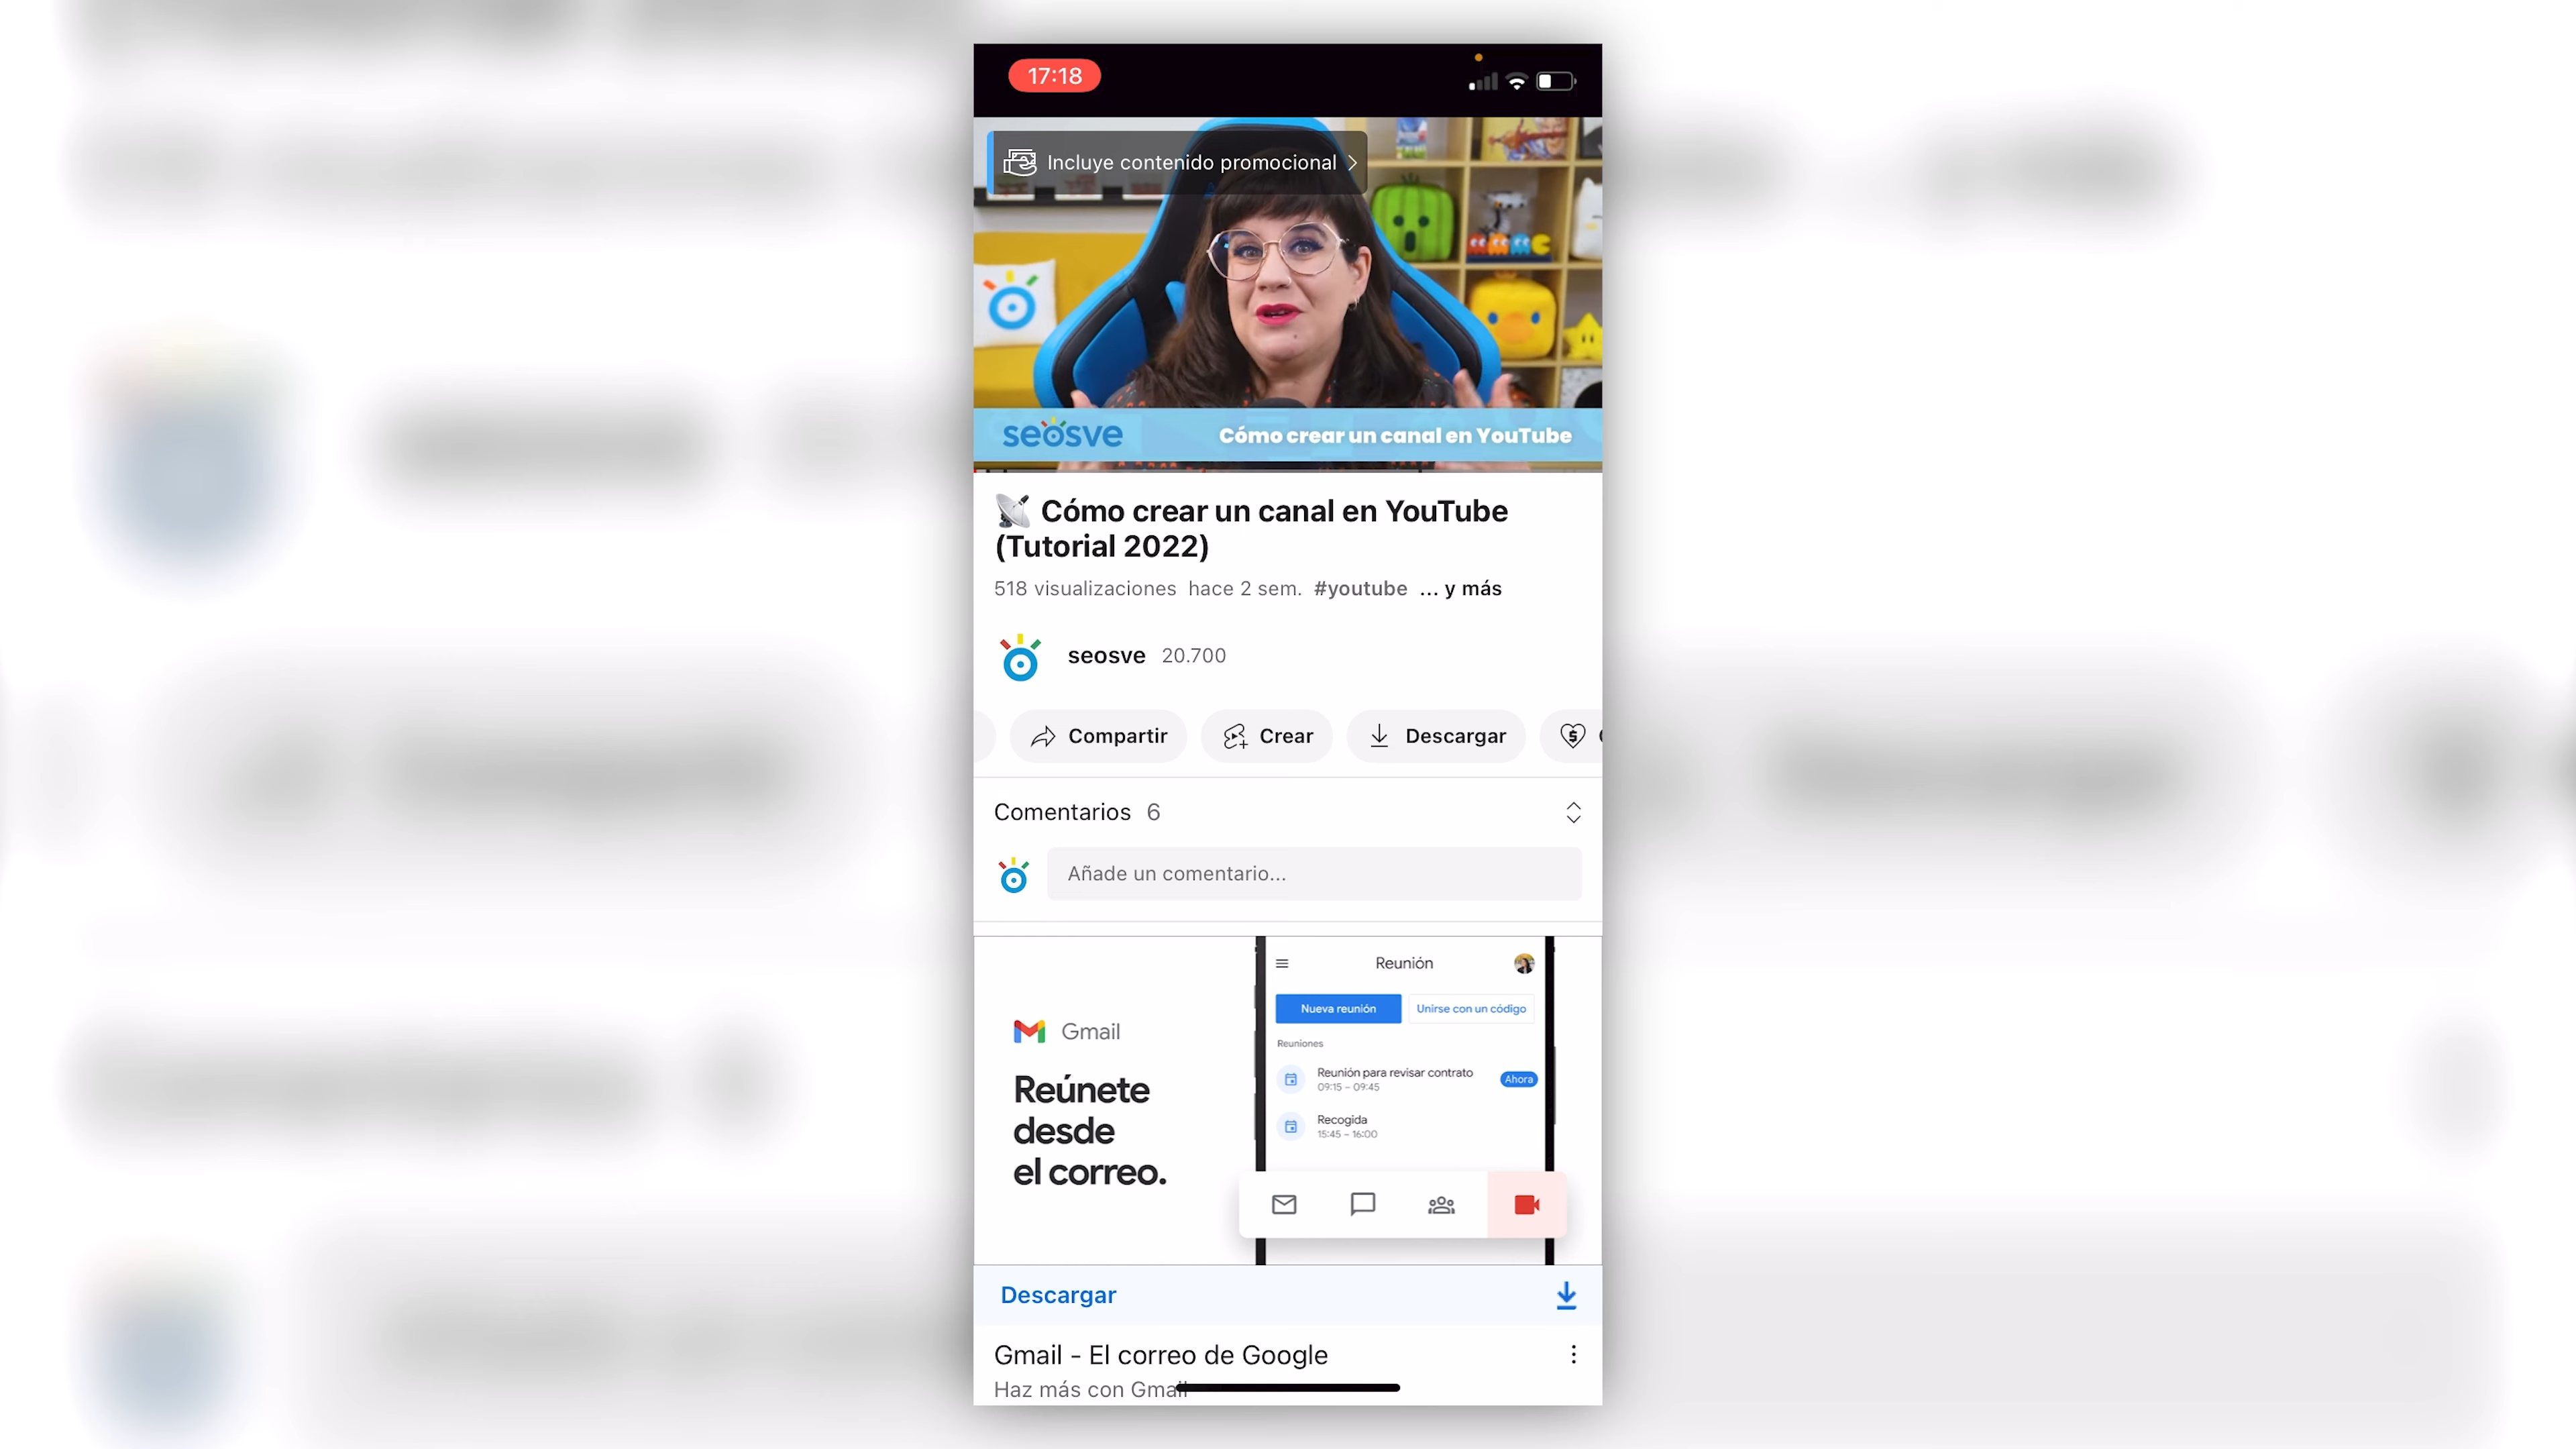 17:18
Incluye contenido promocional
seosve
Cómo crear un canal en YouTube
Cómo crear un canal en YouTube
(Tutorial 2022)
518 visualizaciones hace 2 sem. #youtube ... y más
seosve 20.700
Compartir
Crear
Descargar
Comentarios 6
Añade un comentario...
Gmail
Reúnete
desde
el correo.
Reunión
Nueva reunión
Unirse con un código
Reuniones
Reunión para revisar contrato
09:15 – 09:45
Ahora
Recogida
15:45 – 16:00
Descargar
Gmail - El correo de Google
Haz más con Gmail